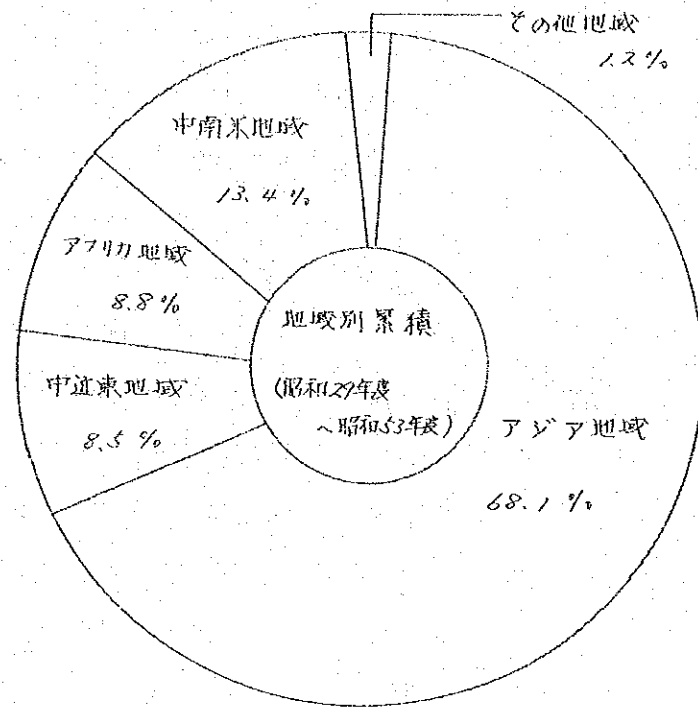 その他地域
1.2%
中南米地域
13.4%
アフリカ地域
8.8%
中近東地域
8.5%
地域別累積
(昭和29年度
~昭和53年度)
アジア地域
68.1%